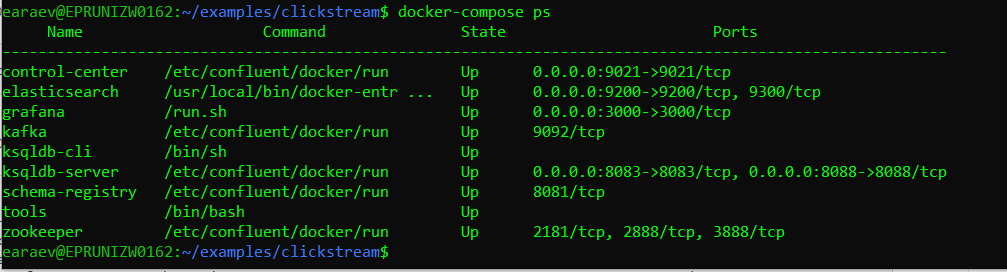 earaev@EPRUNIZW0162:~/examples/clickstream$ docker-compose ps
Name Command State Ports
--------------------------------------------------------------------------------------------------------
control-center /etc/confluent/docker/run Up 0.0.0.0:9021->9021/tcp
elasticsearch /usr/local/bin/docker-entr ... Up 0.0.0.0:9200->9200/tcp, 9300/tcp
grafana /run.sh Up 0.0.0.0:3000->3000/tcp
kafka /etc/confluent/docker/run Up 9092/tcp
ksqldb-cli /bin/sh Up
ksqldb-server /etc/confluent/docker/run Up 0.0.0.0:8083->8083/tcp, 0.0.0.0:8088->8088/tcp
schema-registry /etc/confluent/docker/run Up 8081/tcp
tools /bin/bash Up
zookeeper /etc/confluent/docker/run Up 2181/tcp, 2888/tcp, 3888/tcp
earaev@EPRUNIZW0162:~/examples/clickstream$